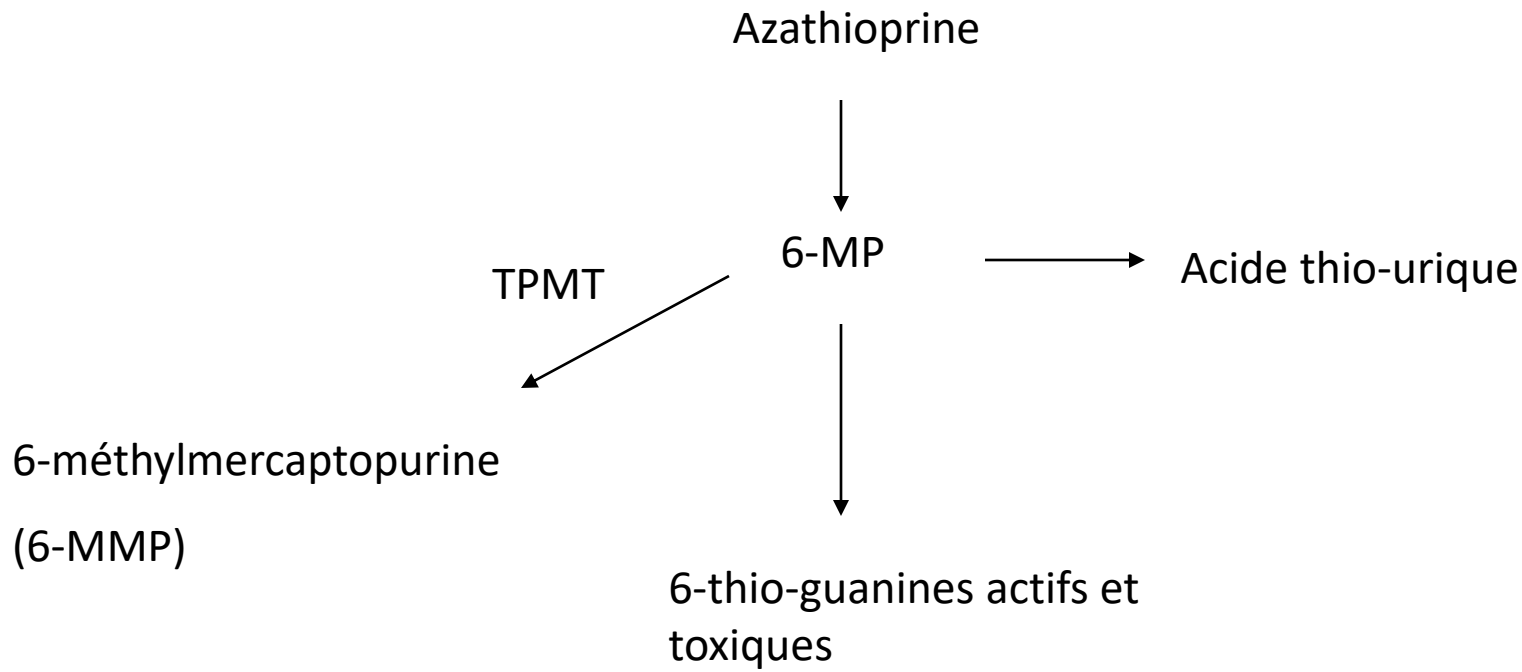 Azathioprine
6-MP
TPMT
Acide thio-urique
6-méthylmercaptopurine
(6-MMP)
6-thio-guanines actifs et
toxiques